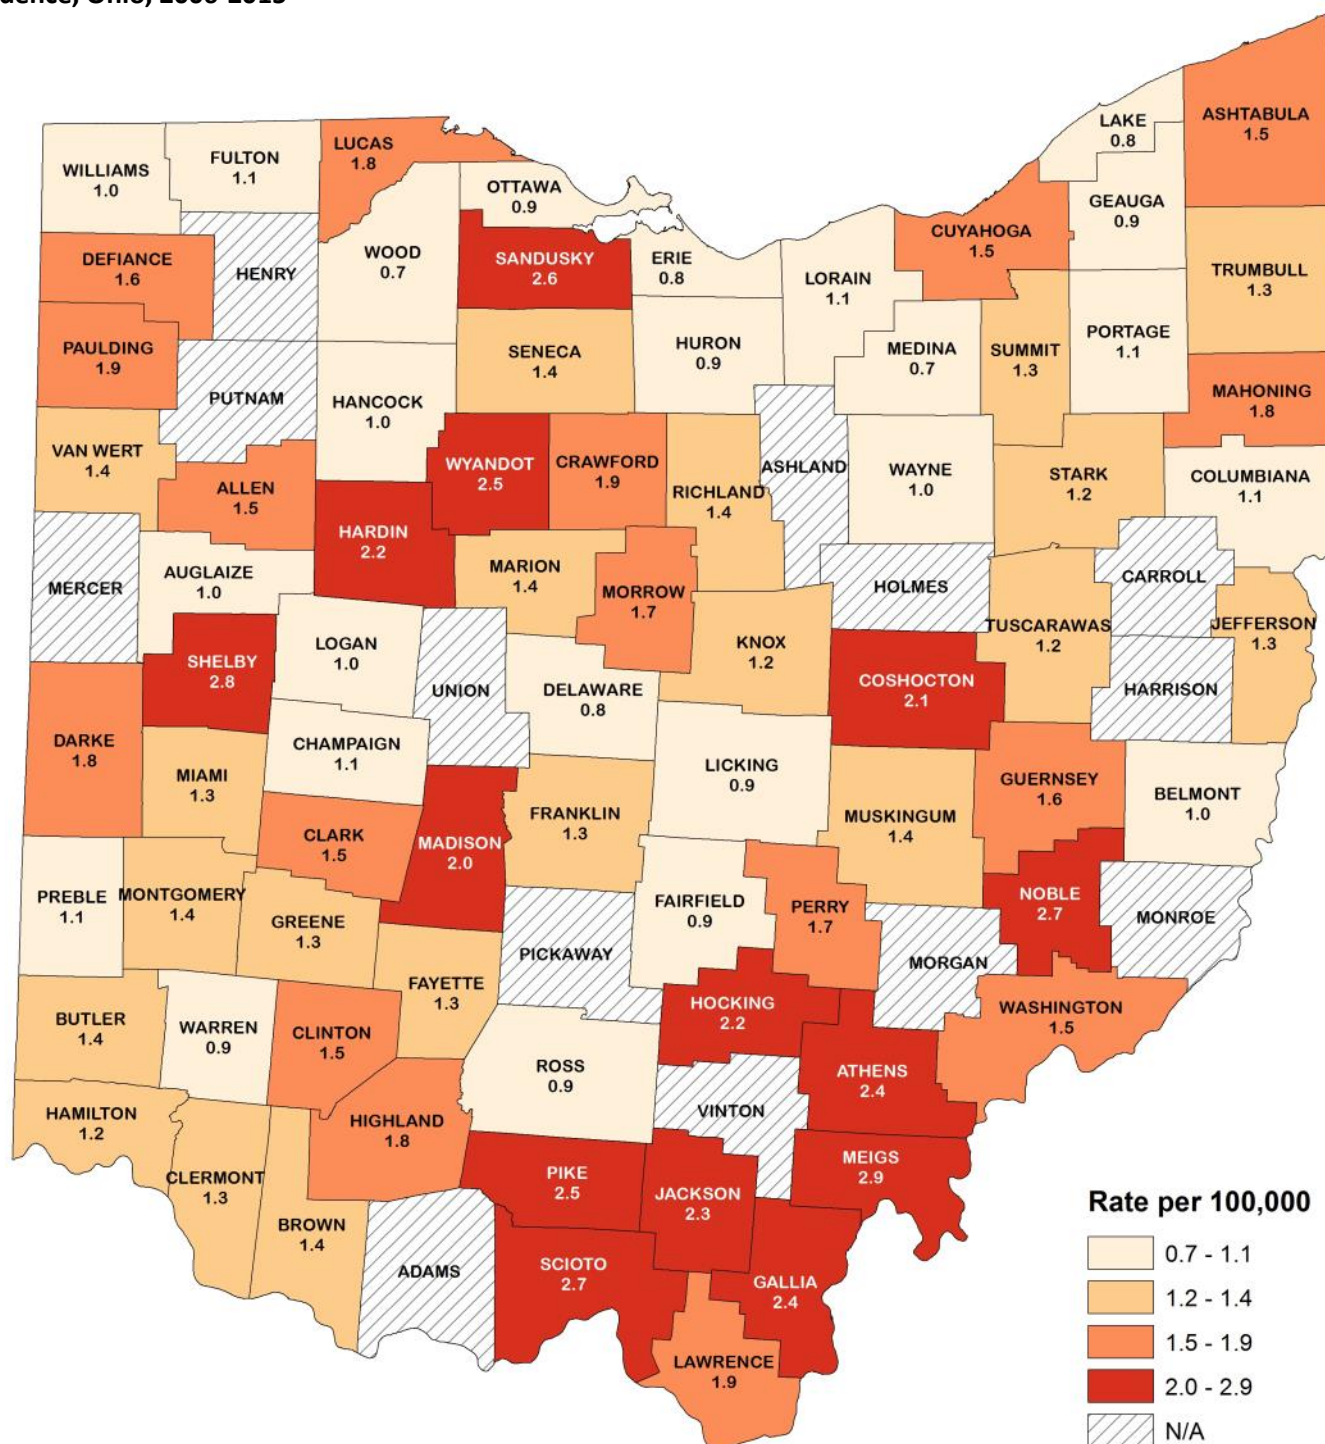 dence, Ohio, 2006-2015
LAKE
0.8
ASHTABULA
1.5
LUCAS
1.8
FULTON
1.1
WILLIAMS
1.0
OTTAWA
0.9
GEAUGA
0.9
CUYAHOGA
1.5
WOOD
0.7
SANDUSKY
2.6
ERIE
0.8
DEFIANCE
1.6
HENRY
LORAIN
1.1
TRUMBULL
1.3
PORTAGE
1.1
PAULDING
1.9
SENECA
1.4
HURON
0.9
MEDINA
0.7
SUMMIT
1.3
MAHONING
1.8
PUTNAM
HANCOCK
1.0
VAN WERT
1.4
WYANDOT
2.5
CRAWFORD
1.9
ASHLAND
WAYNE
1.0
STARK
1.2
COLUMBIANA
1.1
ALLEN
1.5
RICHLAND
1.4
HARDIN
2.2
MERCER
AUGLAIZE
1.0
MARION
1.4
MORROW
1.7
HOLMES
CARROLL
TUSCARAWAS
1.2
JEFFERSON
1.3
LOGAN
1.0
KNOX
1.2
SHELBY
2.8
UNION
DELAWARE
0.8
COSHOCTON
2.1
HARRISON
DARKE
1.8
CHAMPAIGN
1.1
LICKING
0.9
MIAMI
1.3
GUERNSEY
1.6
BELMONT
1.0
FRANKLIN
1.3
MUSKINGUM
1.4
CLARK
1.5
MADISON
2.0
PREBLE
1.1
MONTGOMERY
1.4
FAIRFIELD
0.9
PERRY
1.7
NOBLE
2.7
MONROE
GREENE
1.3
PICKAWAY
MORGAN
FAYETTE
1.3
HOCKING
2.2
WASHINGTON
1.5
BUTLER
1.4
WARREN
0.9
CLINTON
1.5
ROSS
0.9
ATHENS
2.4
HAMILTON
1.2
HIGHLAND
1.8
VINTON
CLERMONT
1.3
PIKE
2.5
JACKSON
2.3
MEIGS
2.9
BROWN
1.4
ADAMS
SCIOTO
2.7
GALLIA
2.4
LAWRENCE
1.9
Rate per 100,000
0.7 - 1.1
1.2 - 1.4
1.5 - 1.9
2.0 - 2.9
N/A